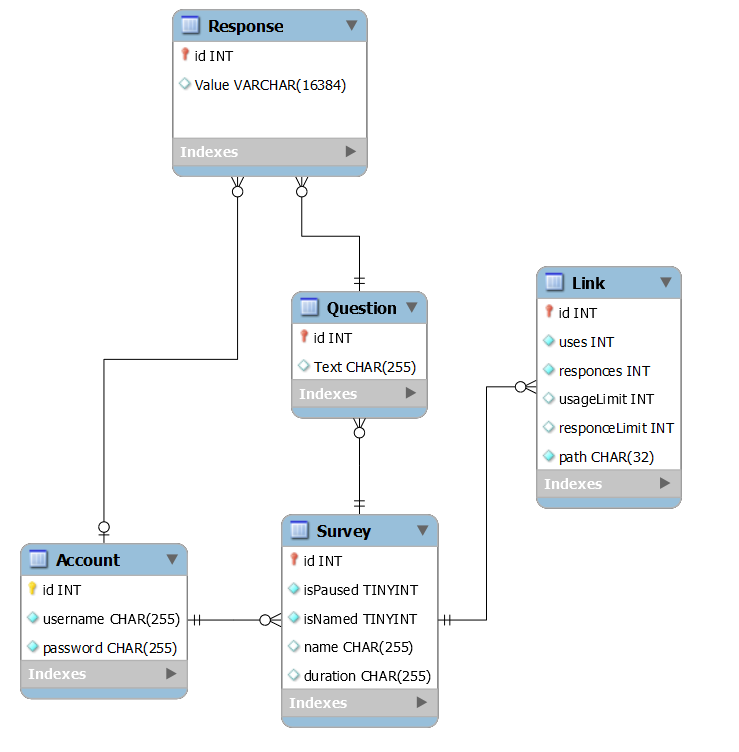 Response
id INT
Value VARCHAR(16384)
Indexes
Question
id INT
Text CHAR(255)
Indexes
Link
id INT
uses INT
responces INT
usageLimit INT
responceLimit INT
path CHAR(32)
Indexes
Account
id INT
username CHAR(255)
password CHAR(255)
Indexes
Survey
id INT
isPaused TINYINT
isNamed TINYINT
name CHAR(255)
duration CHAR(255)
Indexes